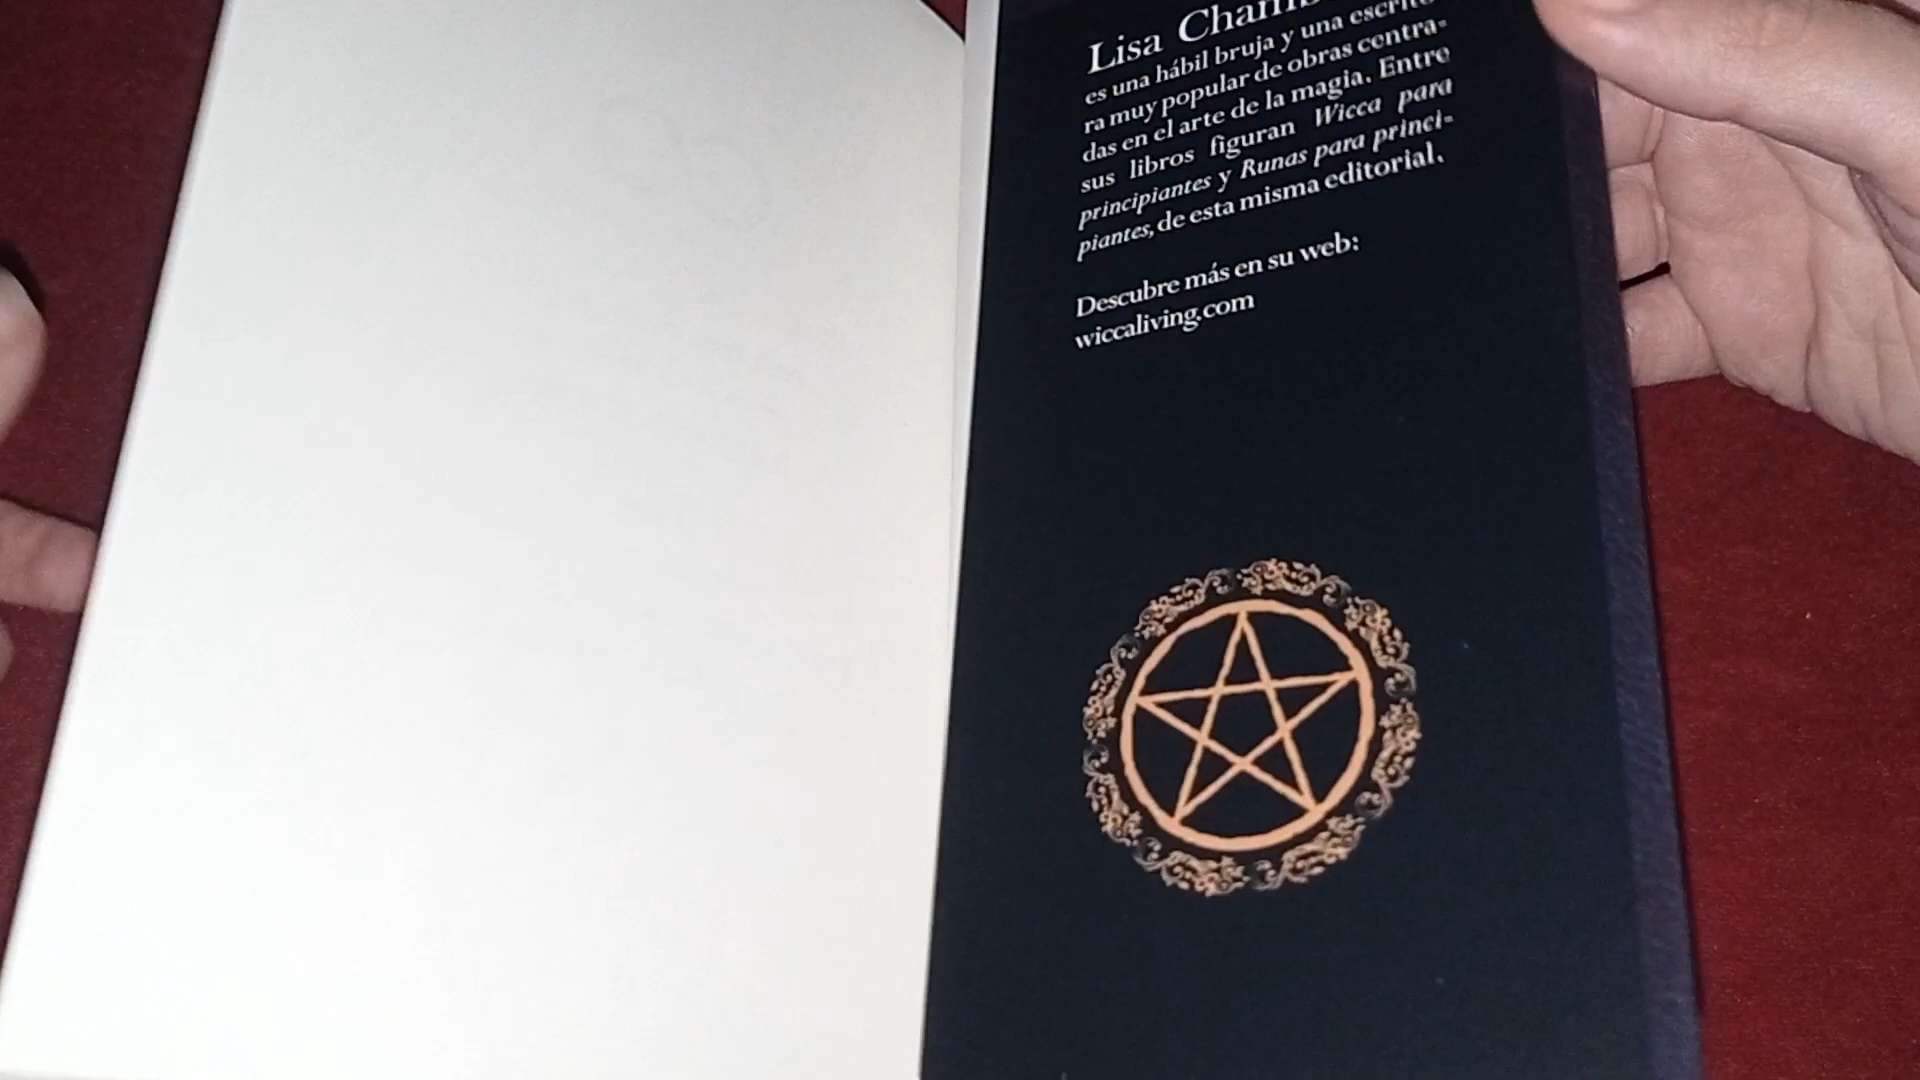 Lisa
es una hábil bruja y una
ra muy popular de obras centra-
das en el arte de la magia. Entre
sus libros figuran Wicca para
principiantes y Runas para princi-
piantes, de esta misma editorial.
Descubre más en su web:
wiccaliving.com